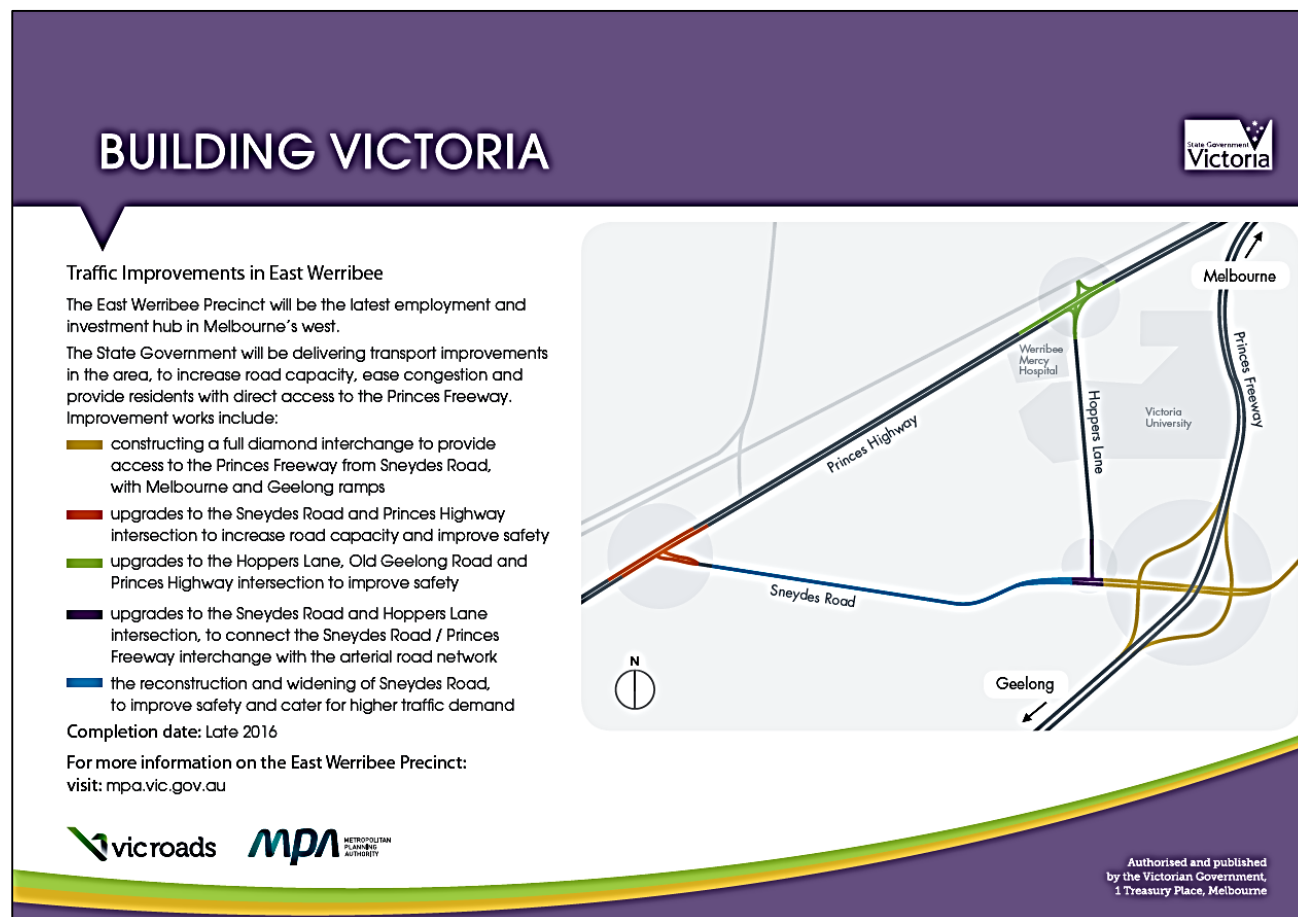 BUILDING VICTORIA
State Government
Victoria
Traffic Improvements in East Werribee
The East Werribee Precinct will be the latest employment and
investment hub in Melbourne's west.
The State Government will be delivering transport improvements
in the area, to increase road capacity, ease congestion and
provide residents with direct access to the Princes Freeway.
Improvement works include:
constructing a full diamond interchange to provide
access to the Princes Freeway from Sneydes Road,
with Melbourne and Geelong ramps
upgrades to the Sneydes Road and Princes Highway
intersection to increase road capacity and improve safety
upgrades to the Hoppers Lane, Old Geelong Road and
Princes Highway intersection to improve safety
upgrades to the Sneydes Road and Hoppers Lane
intersection, to connect the Sneydes Road / Princes
Freeway interchange with the arterial road network
the reconstruction and widening of Sneydes Road,
to improve safety and cater for higher traffic demand
Completion date: Late 2016
For more information on the East Werribee Precinct:
visit: mpa.vic.gov.au
vicroads
MPA
METROPOLITAN
PLANNING
AUTHORITY
Melbourne
Princes Freeway
Werribee
Mercy
Hospital
Hoppers Lane
Victoria
University
Princes Highway
Sneydes Road
N
Geelong
Authorised and published
by the Victorian Government,
1 Treasury Place, Melbourne